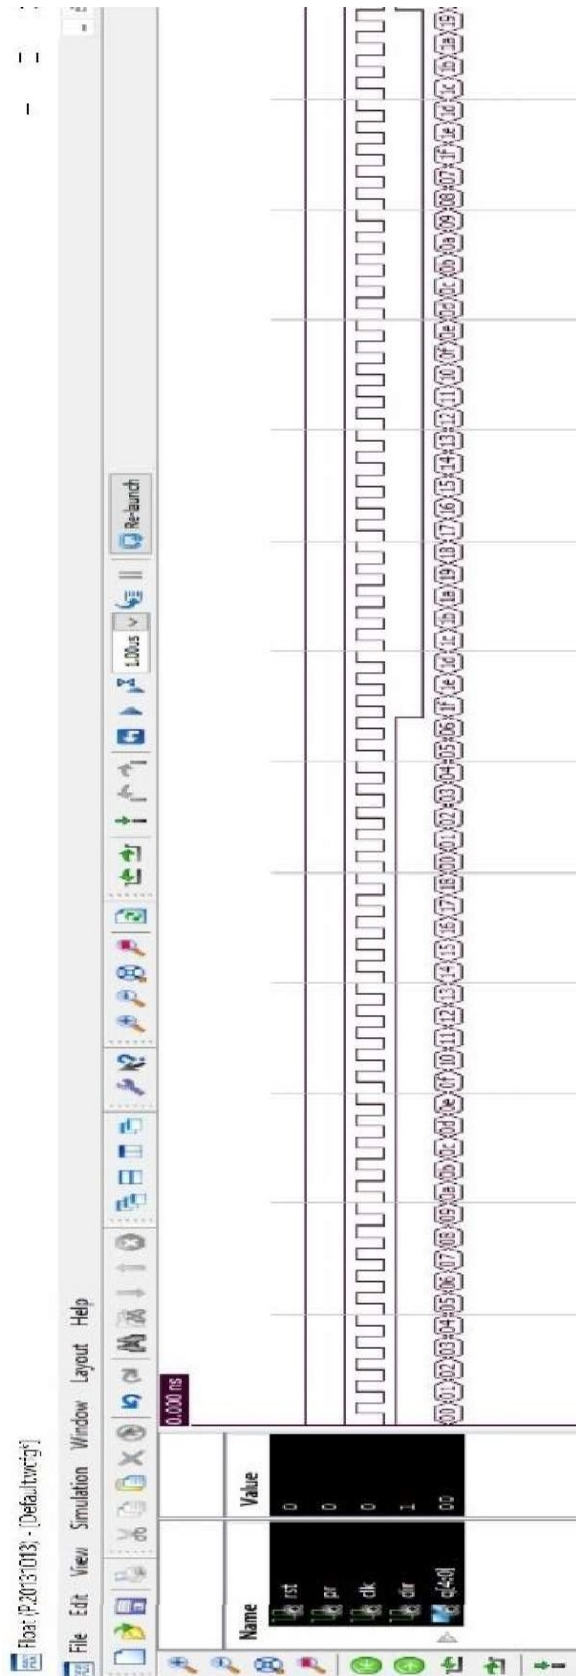 Float (P.20131013) - [Default.wcfg*]
File Edit View Simulation Window Layout Help
1.00us Re-launch
0.000 ns
Name Value
rst 0
pr 0
clk 0
dir 1
q[4:0] 00 00 01 02 03 04 05 06 07 08 09 0a 0b 0c 0d 0e 0f 10 11 12 13 14 15 16 17 18 00 01 02 03 04 05 06 1f 1e 1d 1c 1b 1a 19 18 17 16 15 14 13 12 11 10 0f 0e 0d 0c 0b 0a 09 08 07 1f 1e 1d 1c 1b 1a 19